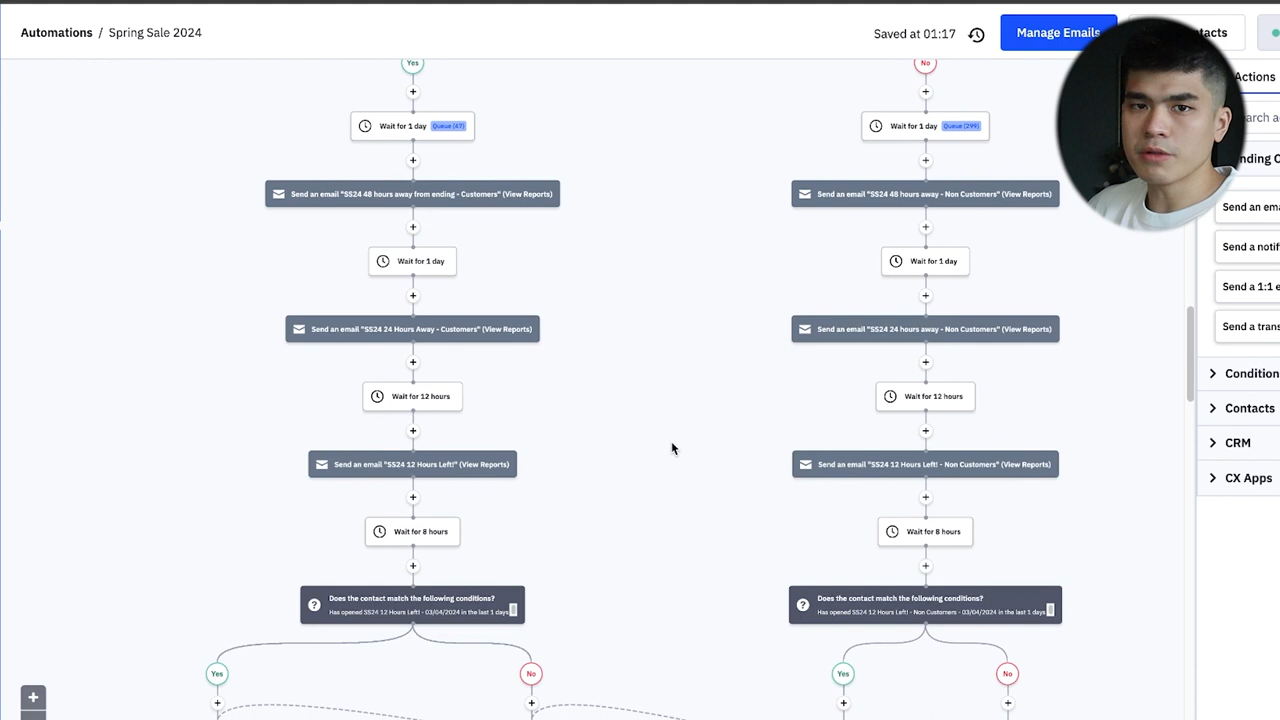 Automations / Spring Sale 2024
Saved at 01:17
Manage Emails
Yes
Wait for 1 day Queue (47)
Send an email "SS24 48 hours away from ending - Customers" (View Reports)
Wait for 1 day
Send an email "SS24 24 Hours Away - Customers" (View Reports)
Wait for 12 hours
Send an email "SS24 12 Hours Left!" (View Reports)
Wait for 8 hours
Does the contact match the following conditions?
Has opened SS24 12 Hours Left! - 03/04/2024 in the last 1 days
Yes
No
No
Wait for 1 day Queue (299)
Send an email "SS24 48 hours away - Non Customers" (View Reports)
Wait for 1 day
Send an email "SS24 24 hours away - Non Customers" (View Reports)
Wait for 12 hours
Send an email "SS24 12 Hours Left! - Non Customers" (View Reports)
Wait for 8 hours
Does the contact match the following conditions?
Has opened SS24 12 Hours Left! - Non Customers - 03/04/2024 in the last 1 days
Yes
No
Actions
Send an ema
Send a notif
Send a 1:1 e
Send a trans
Condition
Contacts
CRM
CX Apps